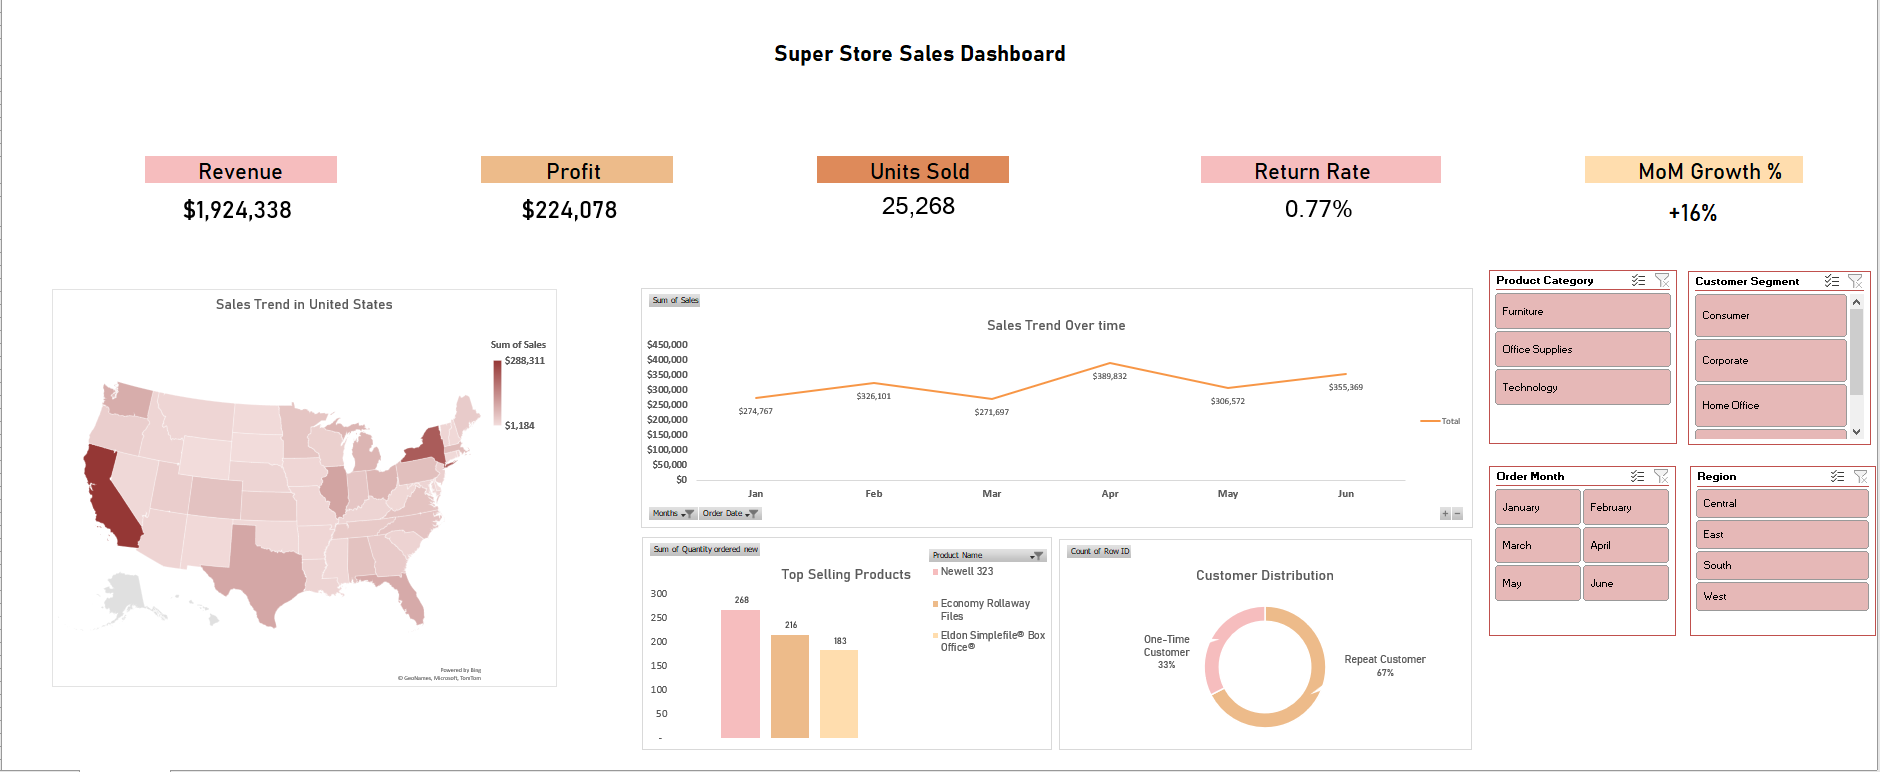 Super Store Sales Dashboard
Revenue
$1,924,338
Profit
$224,078
Units Sold
25,268
Return Rate
0.77%
MoM Growth %
+16%
Sales Trend in United States
Sum of Sales
$288,311
$1,184
Powered by Bing
© GeoNames, Microsoft, TomTom
Sum of Sales
Sales Trend Over time
$450,000
$400,000
$350,000
$300,000
$250,000
$200,000
$150,000
$100,000
$50,000
$0
$274,767
$326,101
$271,697
$389,832
$306,572
$355,369
Total
Jan Feb Mar Apr May Jun
Months Order Date
Sum of Quantity ordered new
Top Selling Products
Product Name
Newell 323
Economy Rollaway
Files
Eldon Simplefile® Box
Office®
300
250
200
150
100
50
-
268
216
183
Count of Row ID
Customer Distribution
One-Time
Customer
33%
Repeat Customer
67%
Product Category
Furniture
Office Supplies
Technology
Customer Segment
Consumer
Corporate
Home Office
Order Month
January February
March April
May June
Region
Central
East
South
West